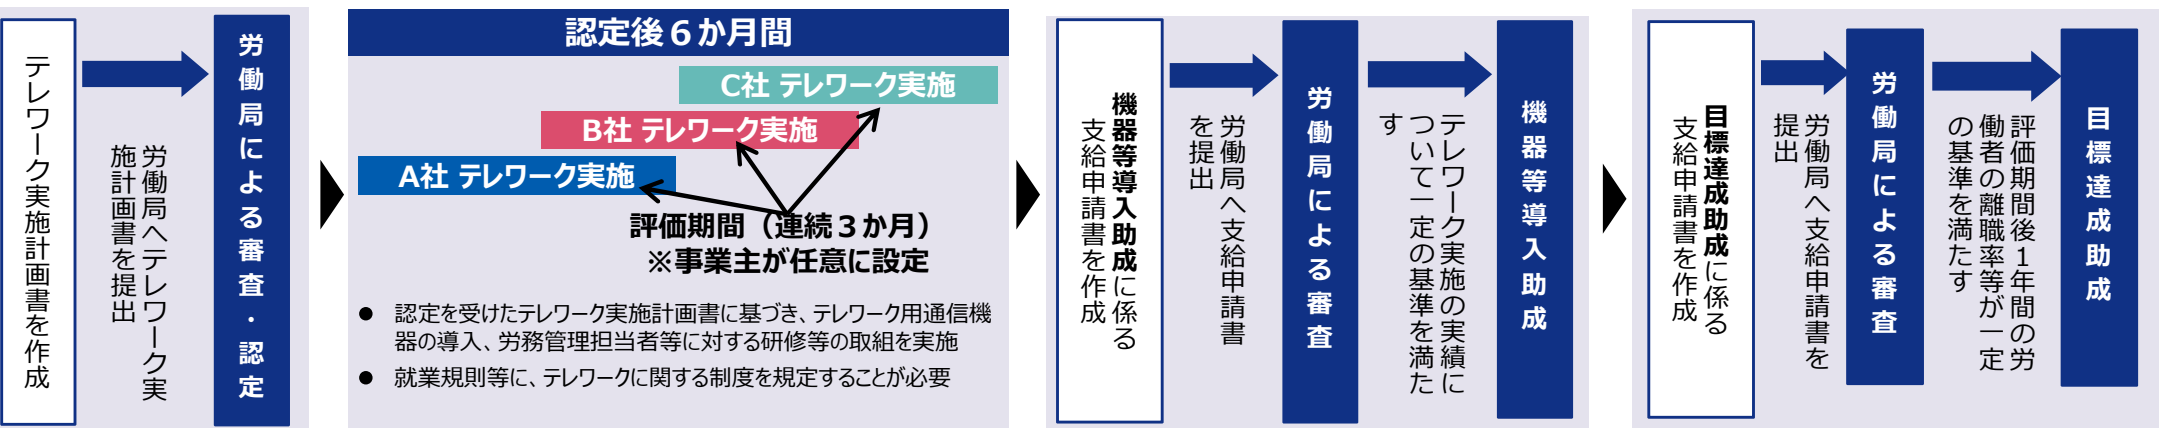 テレワーク実施計画書を作成
労働局へテレワーク実
施計画書を提出
労働局による審査・認定
認定後６か月間
C社 テレワーク実施
B社 テレワーク実施
A社 テレワーク実施
評価期間（連続３か月）
※事業主が任意に設定
● 認定を受けたテレワーク実施計画書に基づき、テレワーク用通信機
器の導入、労務管理担当者等に対する研修等の取組を実施
● 就業規則等に、テレワークに関する制度を規定することが必要
機器等導入助成に係る
支給申請書を作成
労働局へ支給申請書
を提出
労働局による審査
テレワーク実施の実績に
ついて一定の基準を満た
す
機器等導入助成
目標達成助成に係る
支給申請書を作成
労働局へ支給申請書を
提出
労働局による審査
評価期間後１年間の労
働者の離職率等が一定
の基準を満たす
目標達成助成